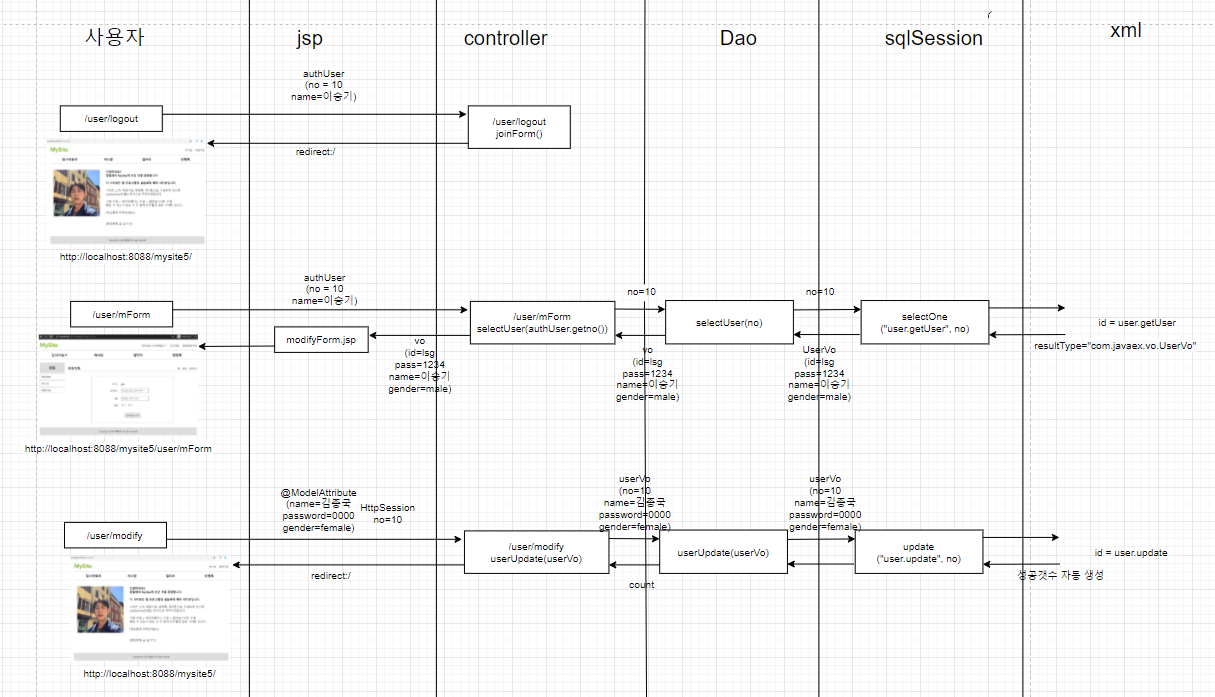 사용자
jsp
controller
Dao
sqlSession
xml
authUser
(no = 10
name=이승기)
/user/logout
/user/logout
joinForm()
redirect:/
MySite
http://localhost:8088/mysite5/
authUser
(no = 10
name=이승기)
/user/mForm
/user/mForm
selectUser(authUser.getno())
no=10
selectUser(no)
no=10
selectOne
("user.getUser", no)
id = user.getUser
resultType="com.javaex.vo.UserVo"
modifyForm.jsp
vo
(id=lsg
pass=1234
name=이승기
gender=male)
vo
(id=lsg
pass=1234
name=이승기
gender=male)
UserVo
(id=lsg
pass=1234
name=이승기
gender=male)
MySite
http://localhost:8088/mysite5/user/mForm
@ModelAttribute
(name=김종국
password=0000
gender=female)
HttpSession
no=10
userVo
(no=10
name=김종국
password=0000
gender=female)
userVo
(no=10
name=김종국
password=0000
gender=female)
/user/modify
/user/modify
userUpdate(userVo)
userUpdate(userVo)
update
("user.update", no)
id = user.update
성공갯수 자동 생성
redirect:/
count
MySite
http://localhost:8088/mysite5/